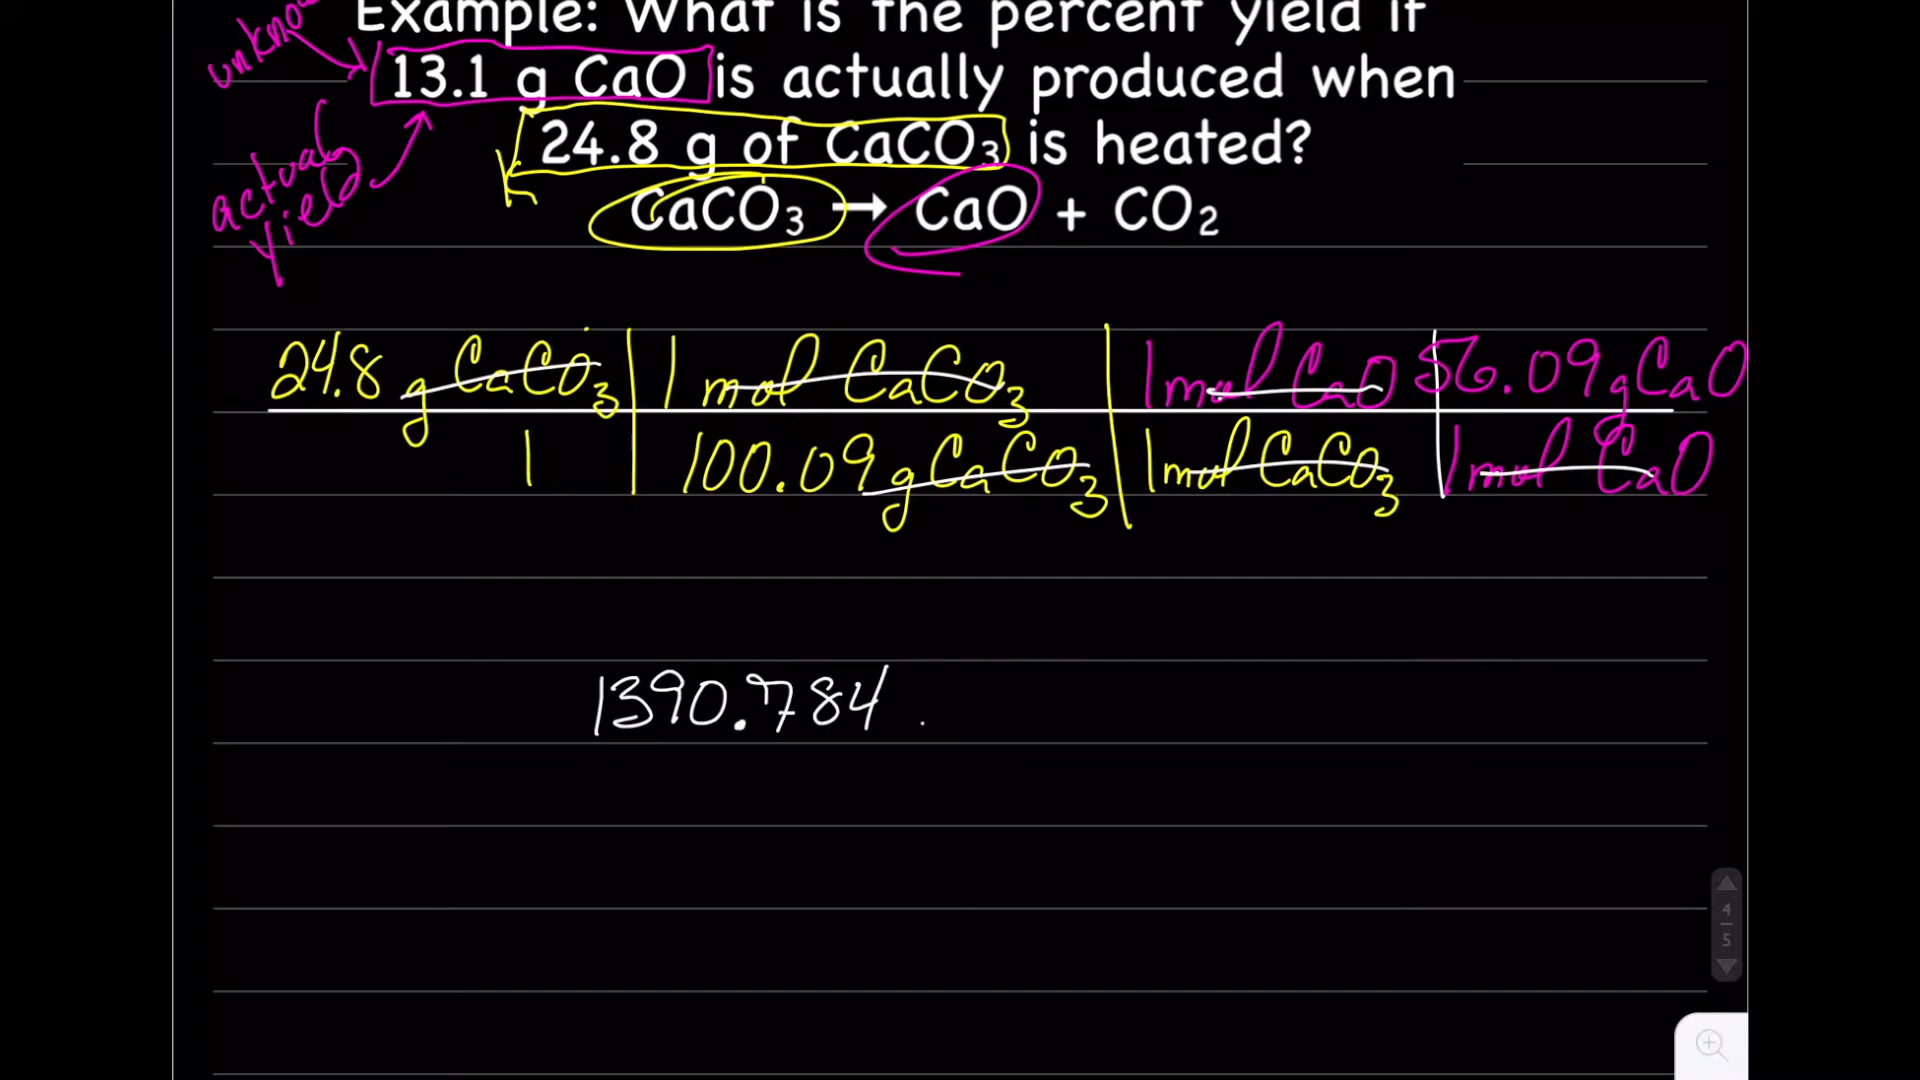 Example: What is the percent yield if
13.1 g CaO is actually produced when
24.8 g of CaCO₃ is heated?
CaCO₃ → CaO + CO₂
actual
yield
24.8 g CaCO₃ | 1 mol CaCO₃ | 1 mol CaO | 56.09 g CaO
1 | 100.09 g CaCO₃ | 1 mol CaCO₃ | 1 mol CaO
1390.784
4
5